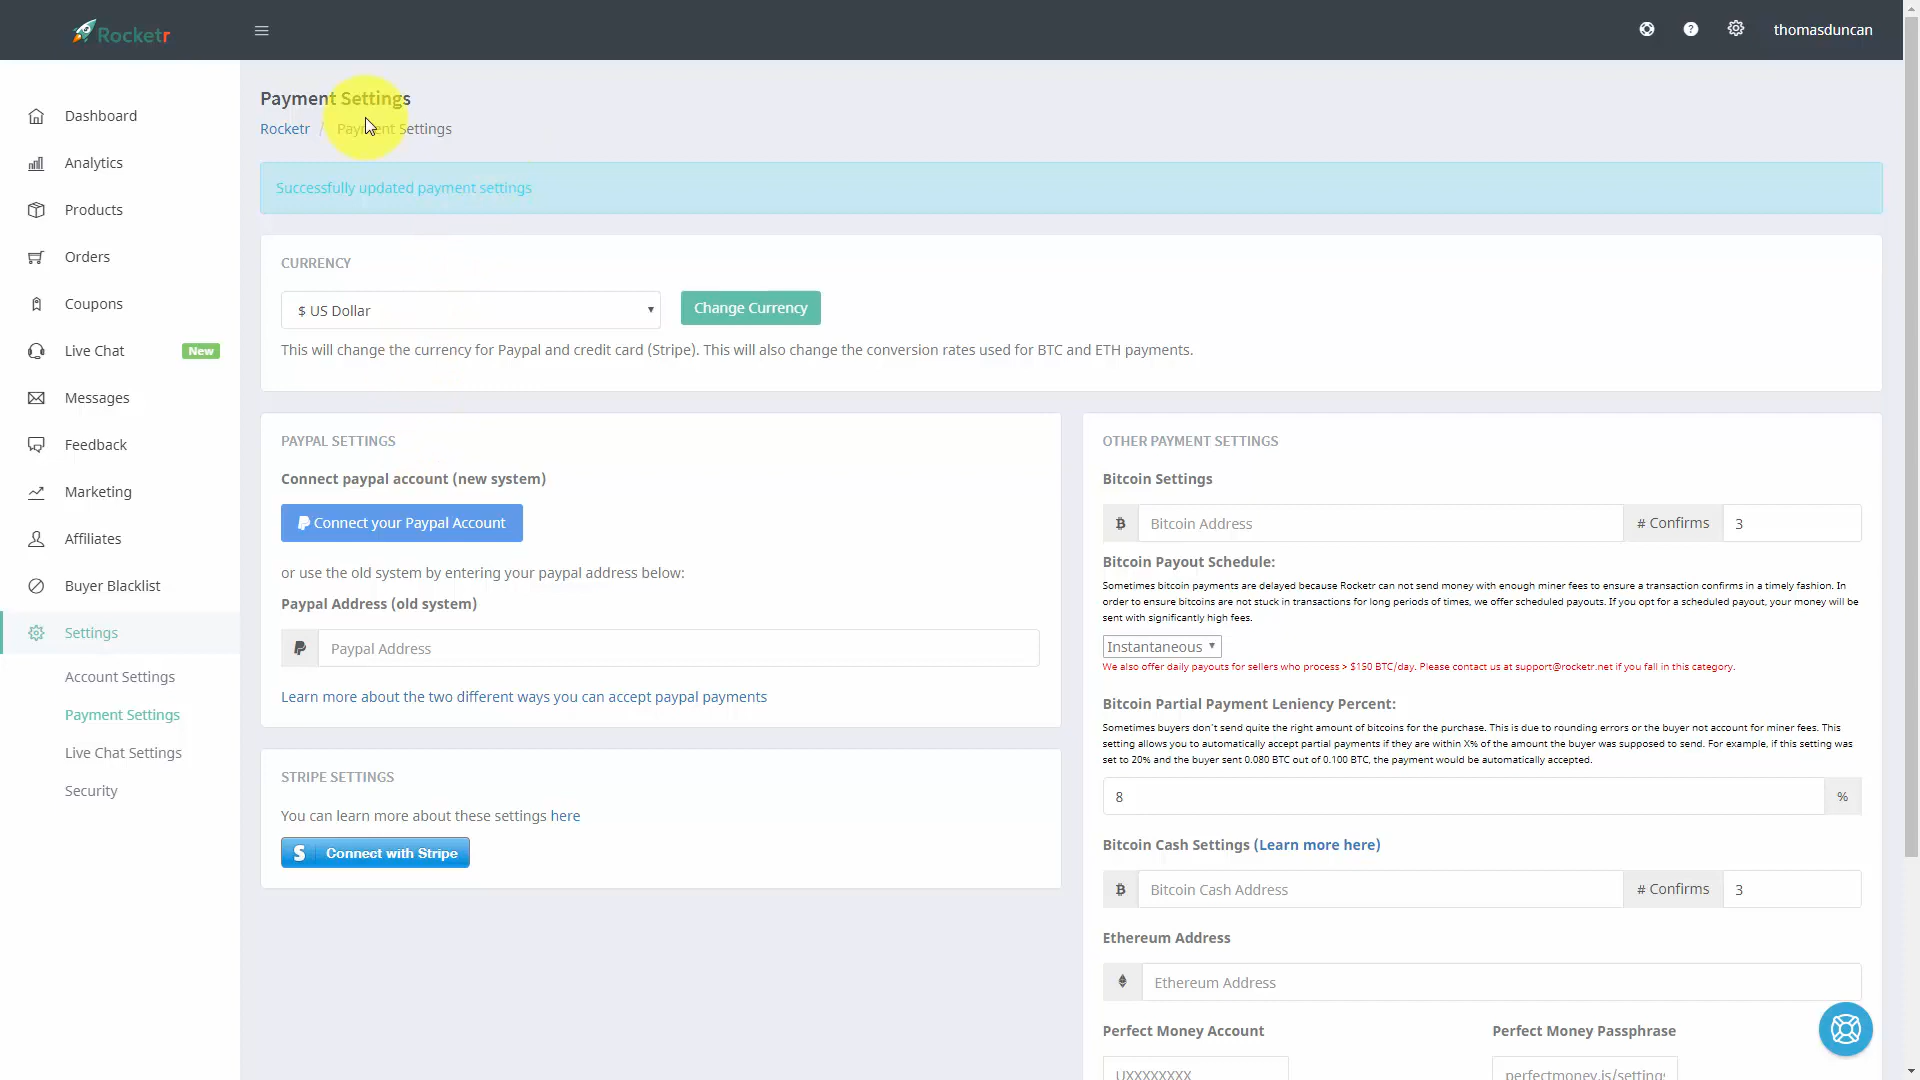 Rocketr
thomasduncan
Dashboard
Analytics
Products
Orders
Coupons
Live Chat New
Messages
Feedback
Marketing
Affiliates
Buyer Blacklist
Settings
Account Settings
Payment Settings
Live Chat Settings
Security
Payment Settings
Rocketr / Payment Settings
Successfully updated payment settings
CURRENCY
$ US Dollar
Change Currency
This will change the currency for Paypal and credit card (Stripe). This will also change the conversion rates used for BTC and ETH payments.
PAYPAL SETTINGS
Connect paypal account (new system)
Connect your Paypal Account
or use the old system by entering your paypal address below:
Paypal Address (old system)
Paypal Address
Learn more about the two different ways you can accept paypal payments
STRIPE SETTINGS
You can learn more about these settings here
Connect with Stripe
OTHER PAYMENT SETTINGS
Bitcoin Settings
Bitcoin Address # Confirms 3
Bitcoin Payout Schedule:
Sometimes bitcoin payments are delayed because Rocketr can not send money with enough miner fees to ensure a transaction confirms in a timely fashion. In
order to ensure bitcoins are not stuck in transactions for long periods of times, we offer scheduled payouts. If you opt for a scheduled payout, your money will be
sent with significantly high fees.
Instantaneous
We also offer daily payouts for sellers who process > $150 BTC/day. Please contact us at support@rocketr.net if you fall in this category.
Bitcoin Partial Payment Leniency Percent:
Sometimes buyers don't send quite the right amount of bitcoins for the purchase. This is due to rounding errors or the buyer not account for miner fees. This
setting allows you to automatically accept partial payments if they are within X% of the amount the buyer was supposed to send. For example, if this setting was
set to 20% and the buyer sent 0.080 BTC out of 0.100 BTC, the payment would be automatically accepted.
8 %
Bitcoin Cash Settings (Learn more here)
Bitcoin Cash Address # Confirms 3
Ethereum Address
Ethereum Address
Perfect Money Account Perfect Money Passphrase
UXXXXXXXX perfectmoney.is/settings